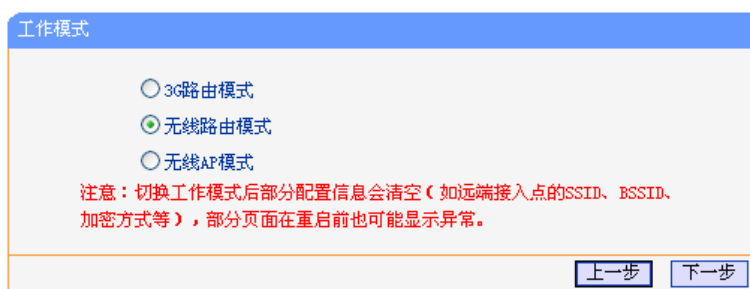 工作模式
3G路由模式
无线路由模式
无线AP模式
注意：切换工作模式后部分配置信息会清空（如远端接入点的SSID、BSSID、
加密方式等），部分页面在重启前也可能显示异常。
上一步 下一步